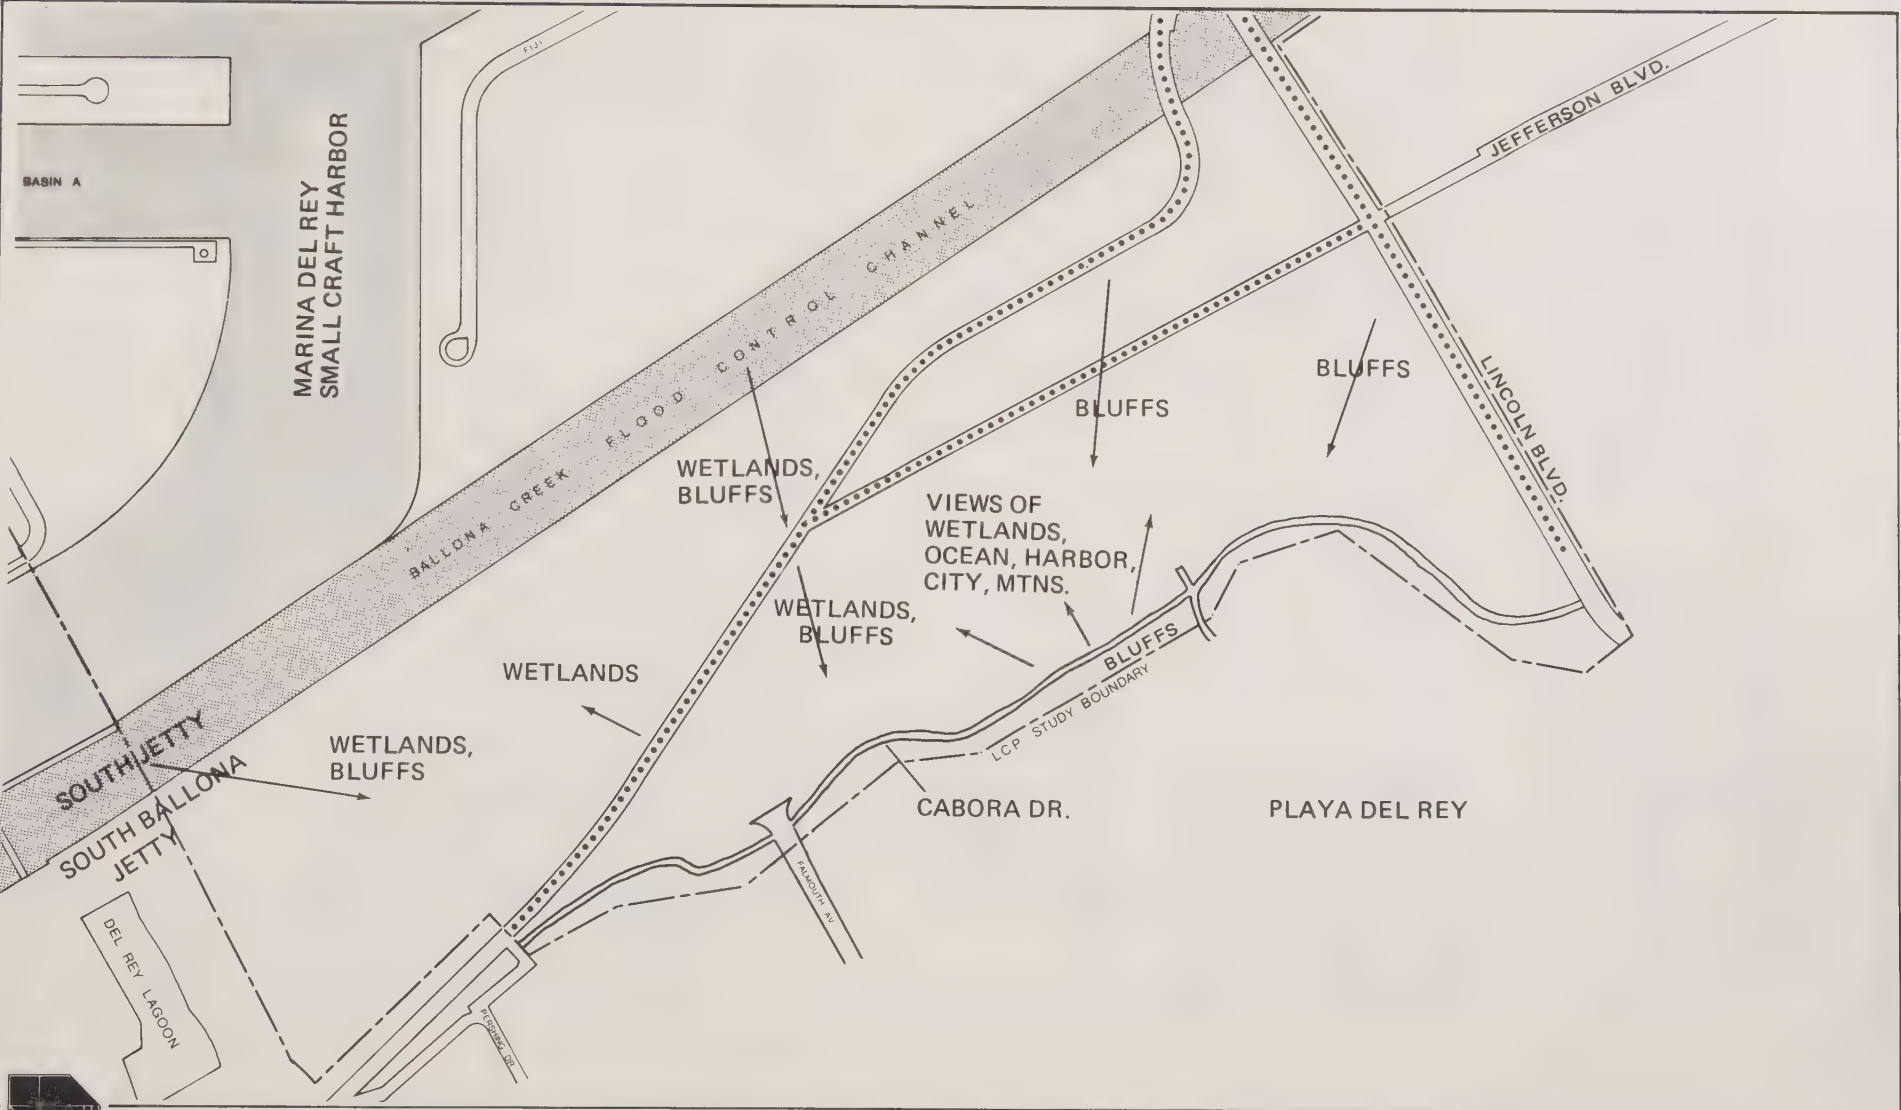 FIJI
BASIN A
MARINA DEL REY
SMALL CRAFT HARBOR
JEFFERSON BLVD.
BALLONA CREEK FLOOD CONTROL CHANNEL
BLUFFS
BLUFFS
LINCOLN BLVD.
WETLANDS,
BLUFFS
VIEWS OF
WETLANDS,
OCEAN, HARBOR,
CITY, MTNS.
WETLANDS,
BLUFFS
WETLANDS
BLUFFS
LCP STUDY BOUNDARY
WETLANDS,
BLUFFS
SOUTH JETTY
SOUTH BALLONA
JETTY
CABORA DR.
PLAYA DEL REY
FALMOUTH AV
DEL REY LAGOON
PERSHING DR.